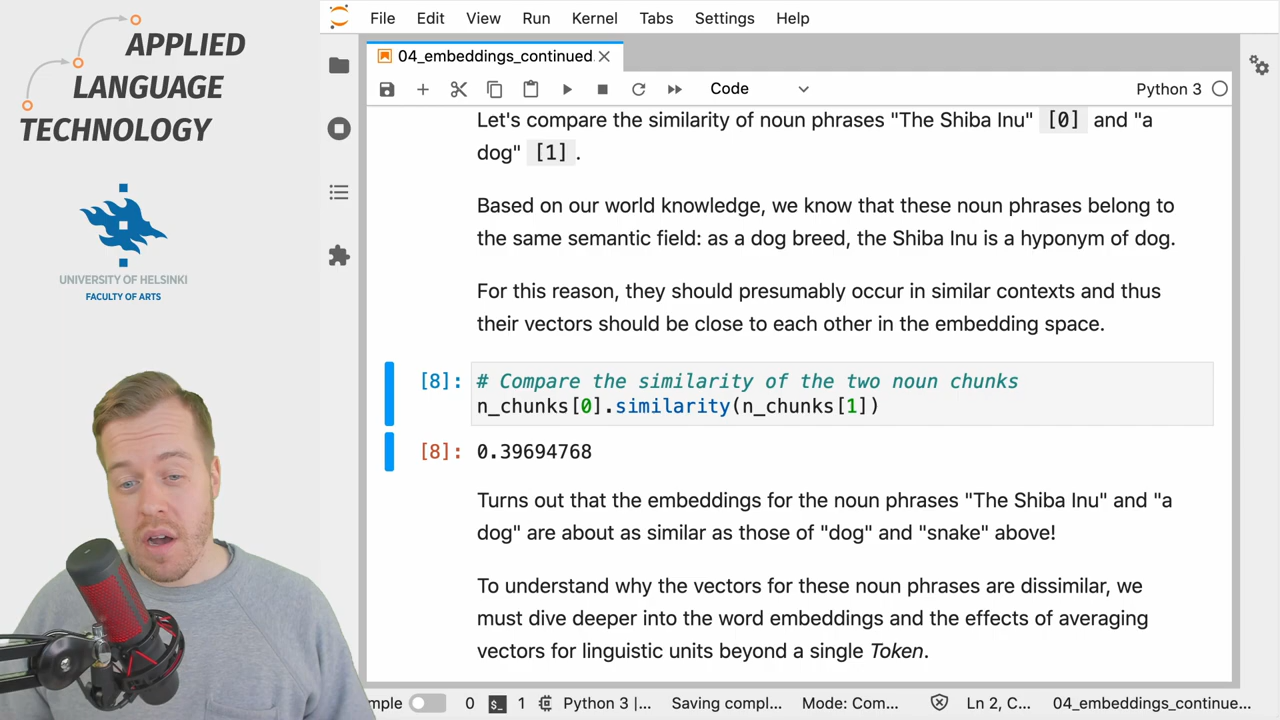 APPLIED
LANGUAGE
TECHNOLOGY
UNIVERSITY OF HELSINKI
FACULTY OF ARTS
File Edit View Run Kernel Tabs Settings Help
04_embeddings_continued
Code
Python 3
Let's compare the similarity of noun phrases "The Shiba Inu" [0] and "a
dog" [1] .
Based on our world knowledge, we know that these noun phrases belong to
the same semantic field: as a dog breed, the Shiba Inu is a hyponym of dog.
For this reason, they should presumably occur in similar contexts and thus
their vectors should be close to each other in the embedding space.
[8]: # Compare the similarity of the two noun chunks
n_chunks[0].similarity(n_chunks[1])
[8]: 0.39694768
Turns out that the embeddings for the noun phrases "The Shiba Inu" and "a
dog" are about as similar as those of "dog" and "snake" above!
To understand why the vectors for these noun phrases are dissimilar, we
must dive deeper into the word embeddings and the effects of averaging
vectors for linguistic units beyond a single Token.
mple 0 $_ 1 Python 3 |... Saving compl... Mode: Com... Ln 2, C... 04_embeddings_continue...